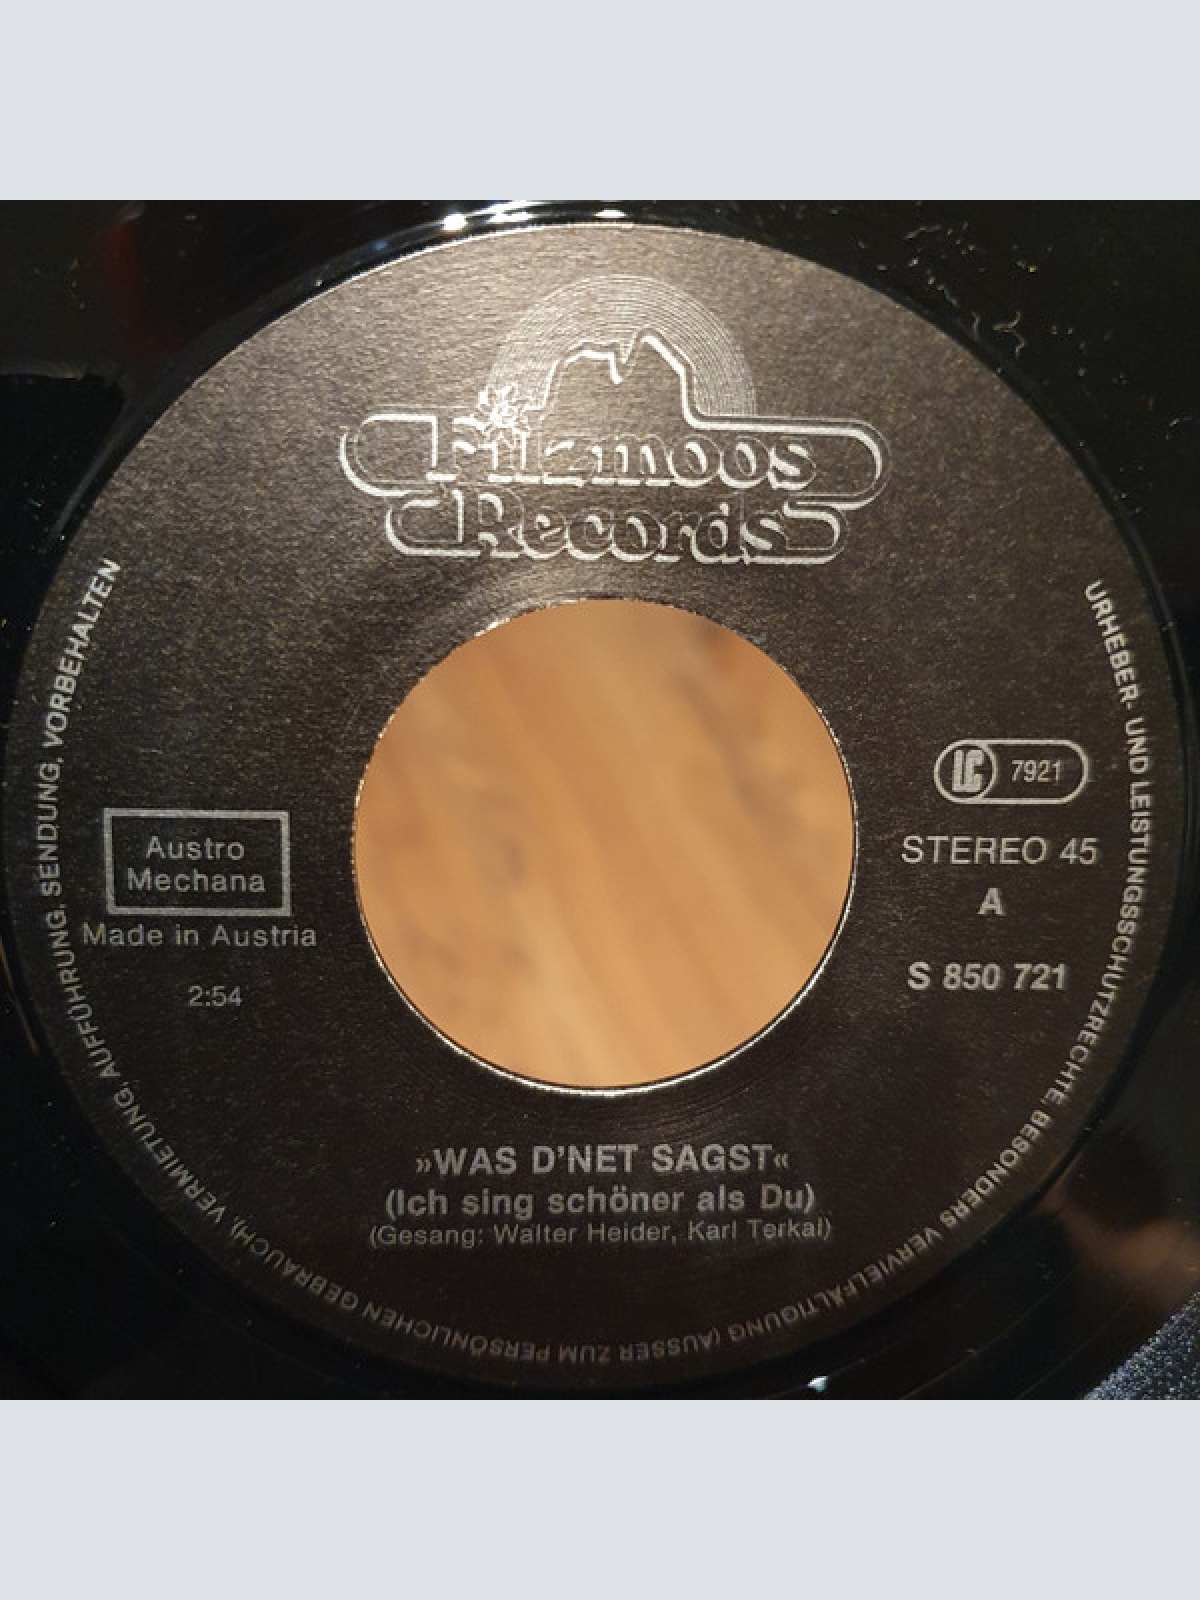 Filzmoos
Records
LC 7921
STEREO 45
A
S 850 721
Austro
Mechana
Made in Austria
2:54
»WAS D'NET SAGST«
(Ich sing schöner als Du)
(Gesang: Walter Heider, Karl Terkal)
URHEBER- UND LEISTUNGSSCHUTZRECHTE, BESONDERS VERVIELFÄLTIGUNG (AUSSER ZUM PERSÖNLICHEN GEBRAUCH), VERMIETUNG, AUFFÜHRUNG, SENDUNG, VORBEHALTEN